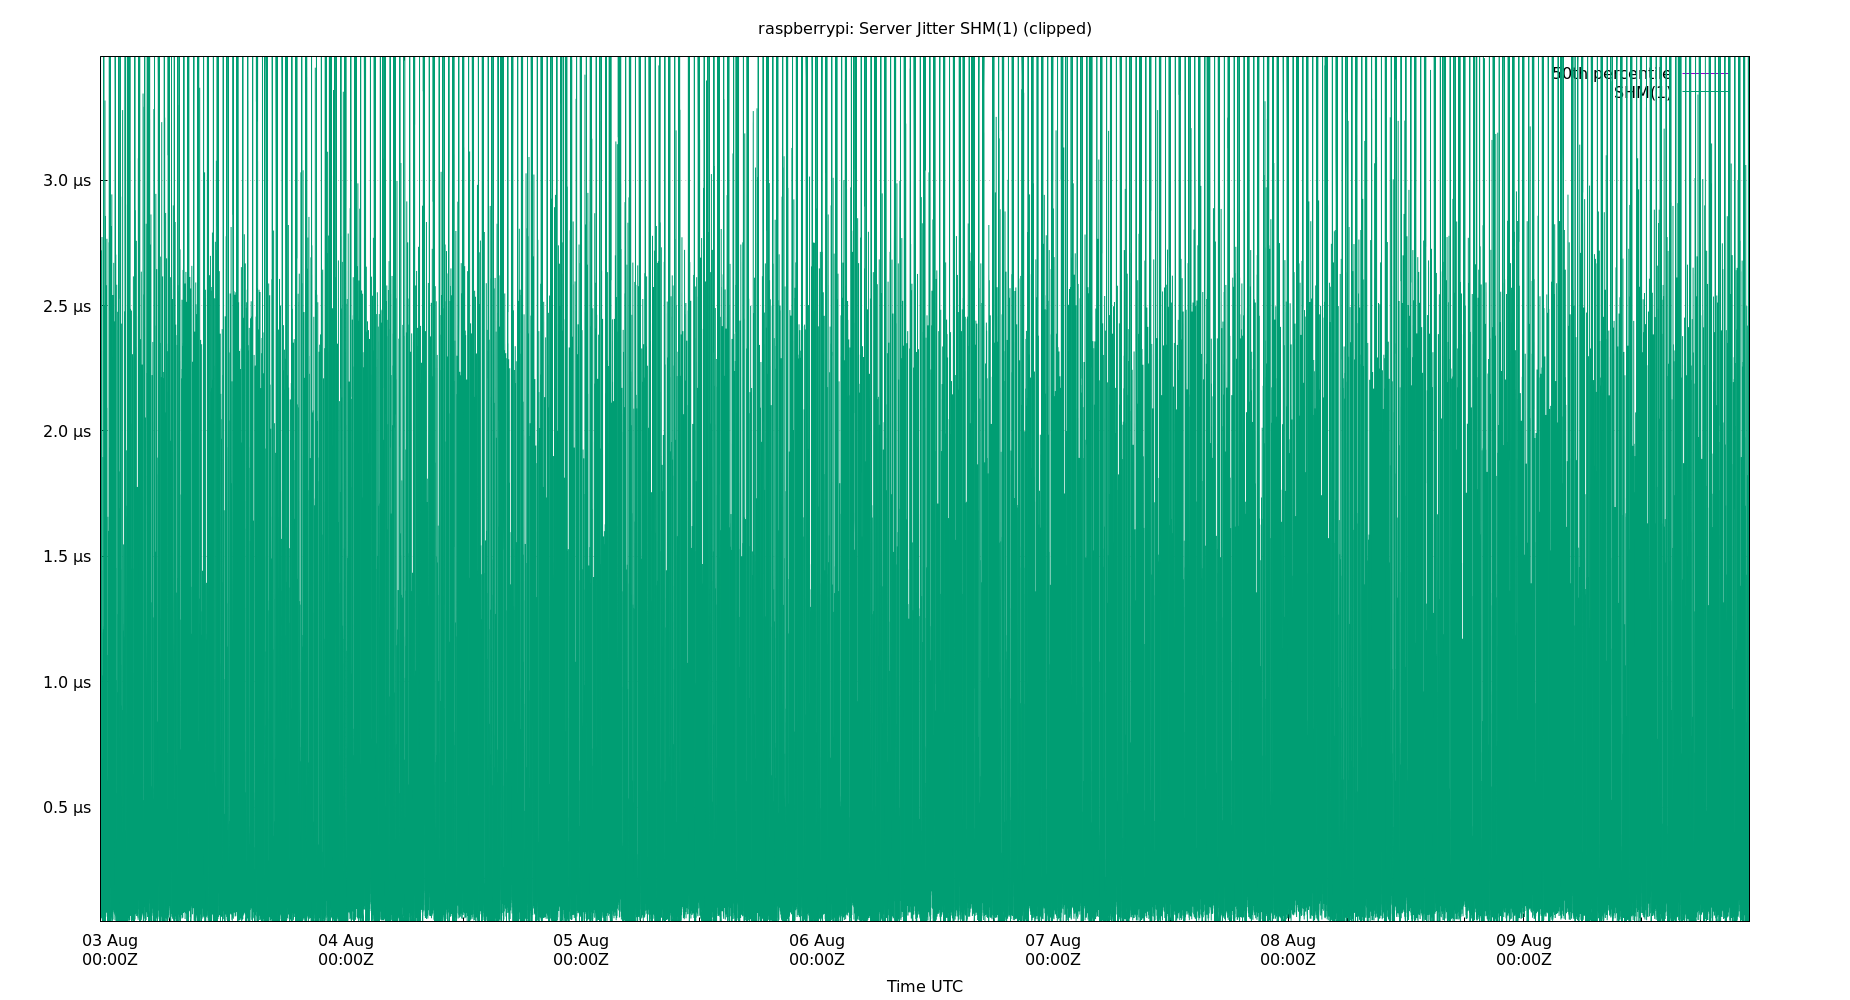 raspberrypi: Server Jitter SHM(1) (clipped)
50th percentile
SHM(1)
3.0 µs
2.5 µs
2.0 µs
1.5 µs
1.0 µs
0.5 µs
03 Aug 04 Aug 05 Aug 06 Aug 07 Aug 08 Aug 09 Aug
00:00Z 00:00Z 00:00Z 00:00Z 00:00Z 00:00Z 00:00Z
Time UTC